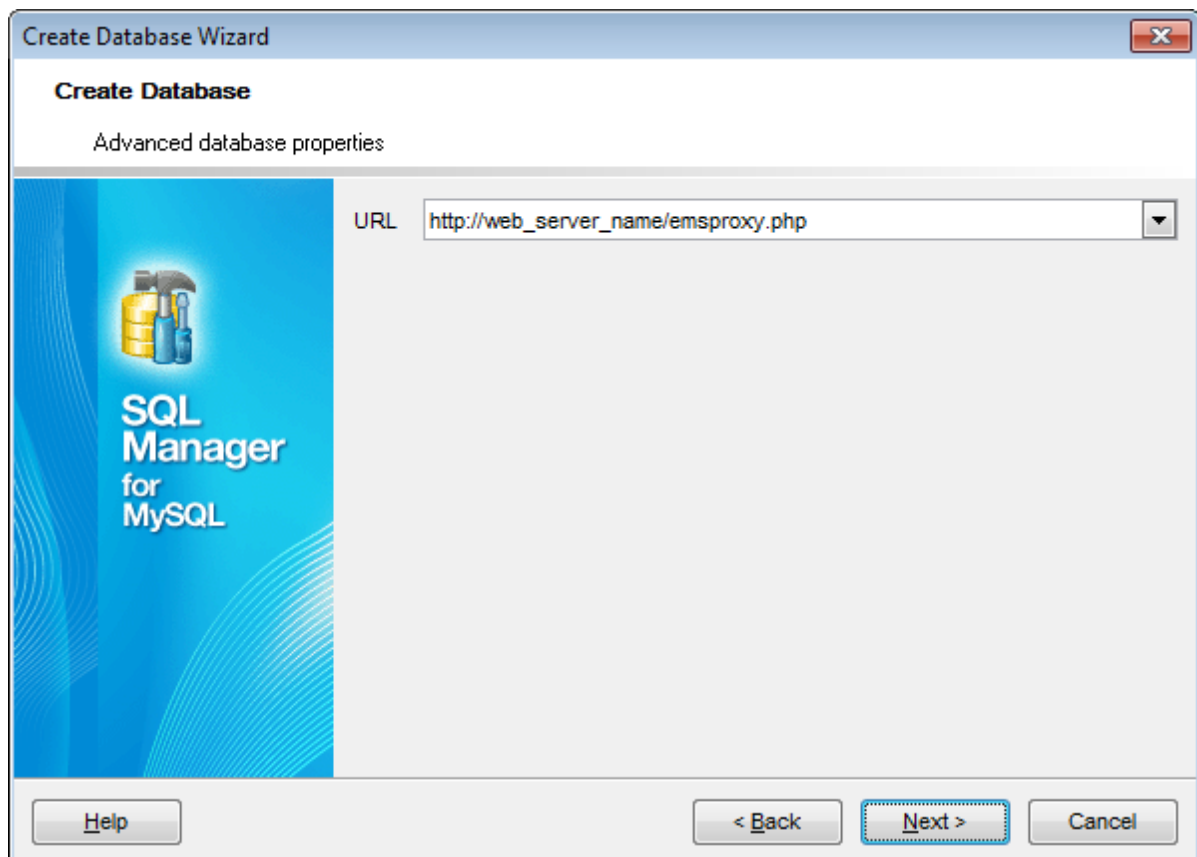 Create Database Wizard
Create Database
Advanced database properties
URL http://web_server_name/emsproxy.php
SQL
Manager
for
MySQL
Help < Back Next > Cancel